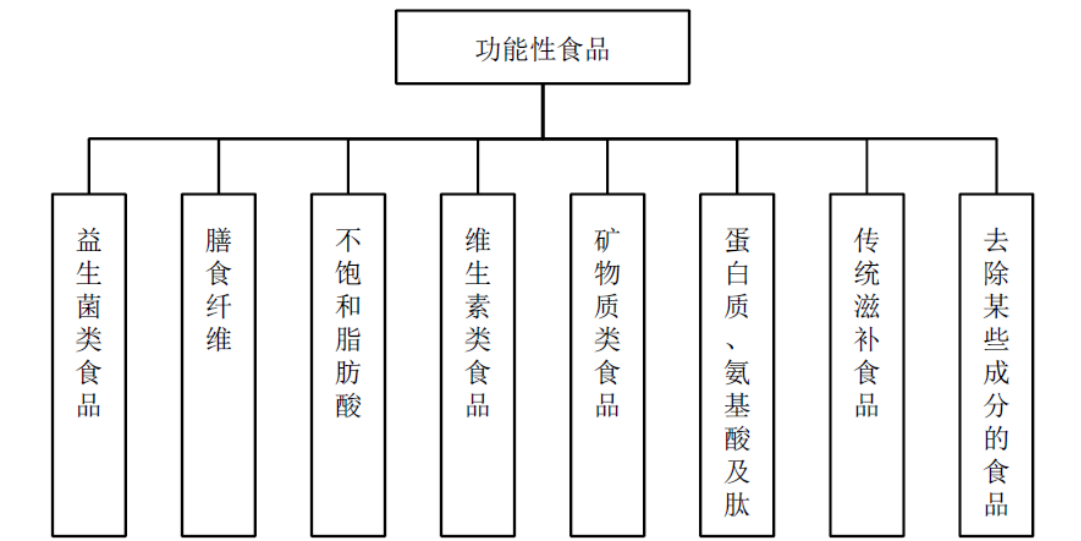 功能性食品
益生菌类食品
膳食纤维
不饱和脂肪酸
维生素类食品
矿物质类食品
蛋白质、氨基酸及肽
传统滋补食品
去除某些成分的食品